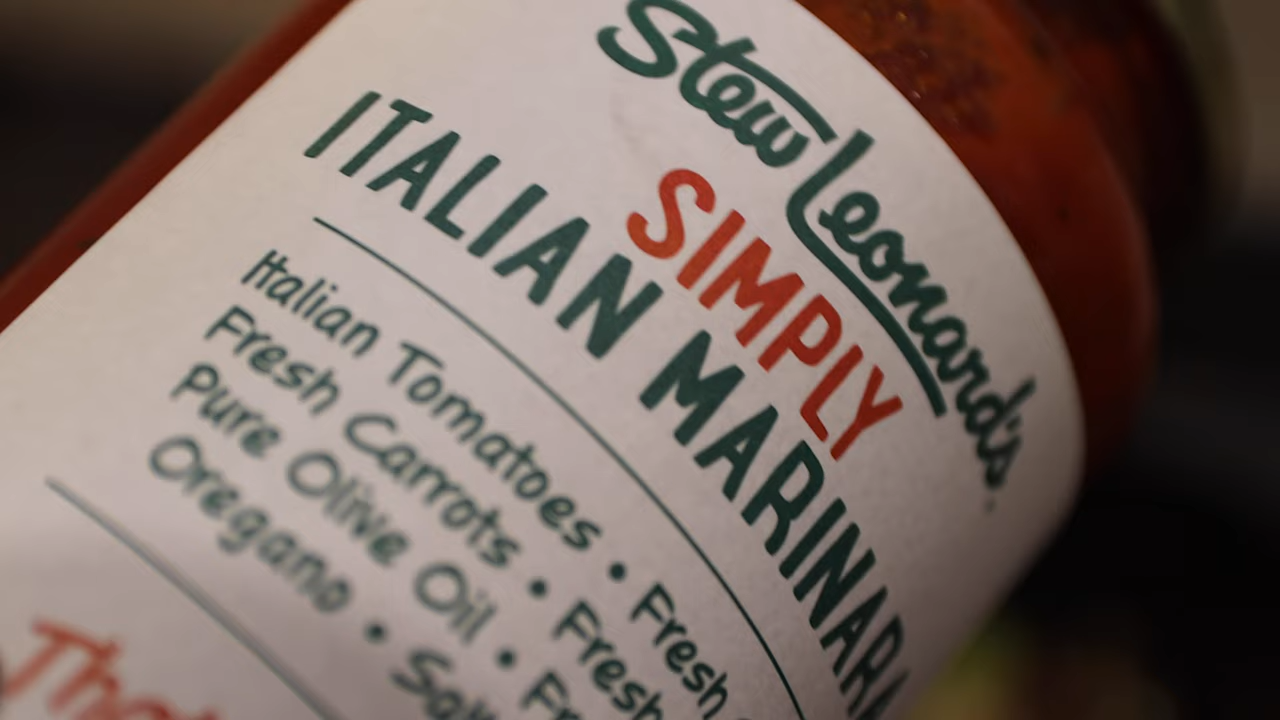 Stew Leonard's
SIMPLY
ITALIAN MARINARA
Italian Tomatoes • Fresh
Fresh Carrots • Fresh
Pure Olive Oil •
Oregano •